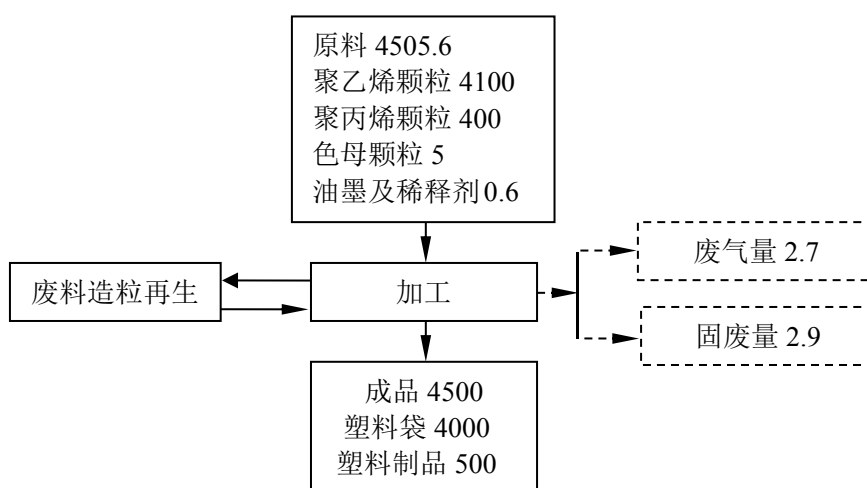 原料 4505.6
聚乙烯颗粒 4100
聚丙烯颗粒 400
色母颗粒 5
油墨及稀释剂 0.6
废气量 2.7
废料造粒再生
加工
固废量 2.9
成品 4500
塑料袋 4000
塑料制品 500